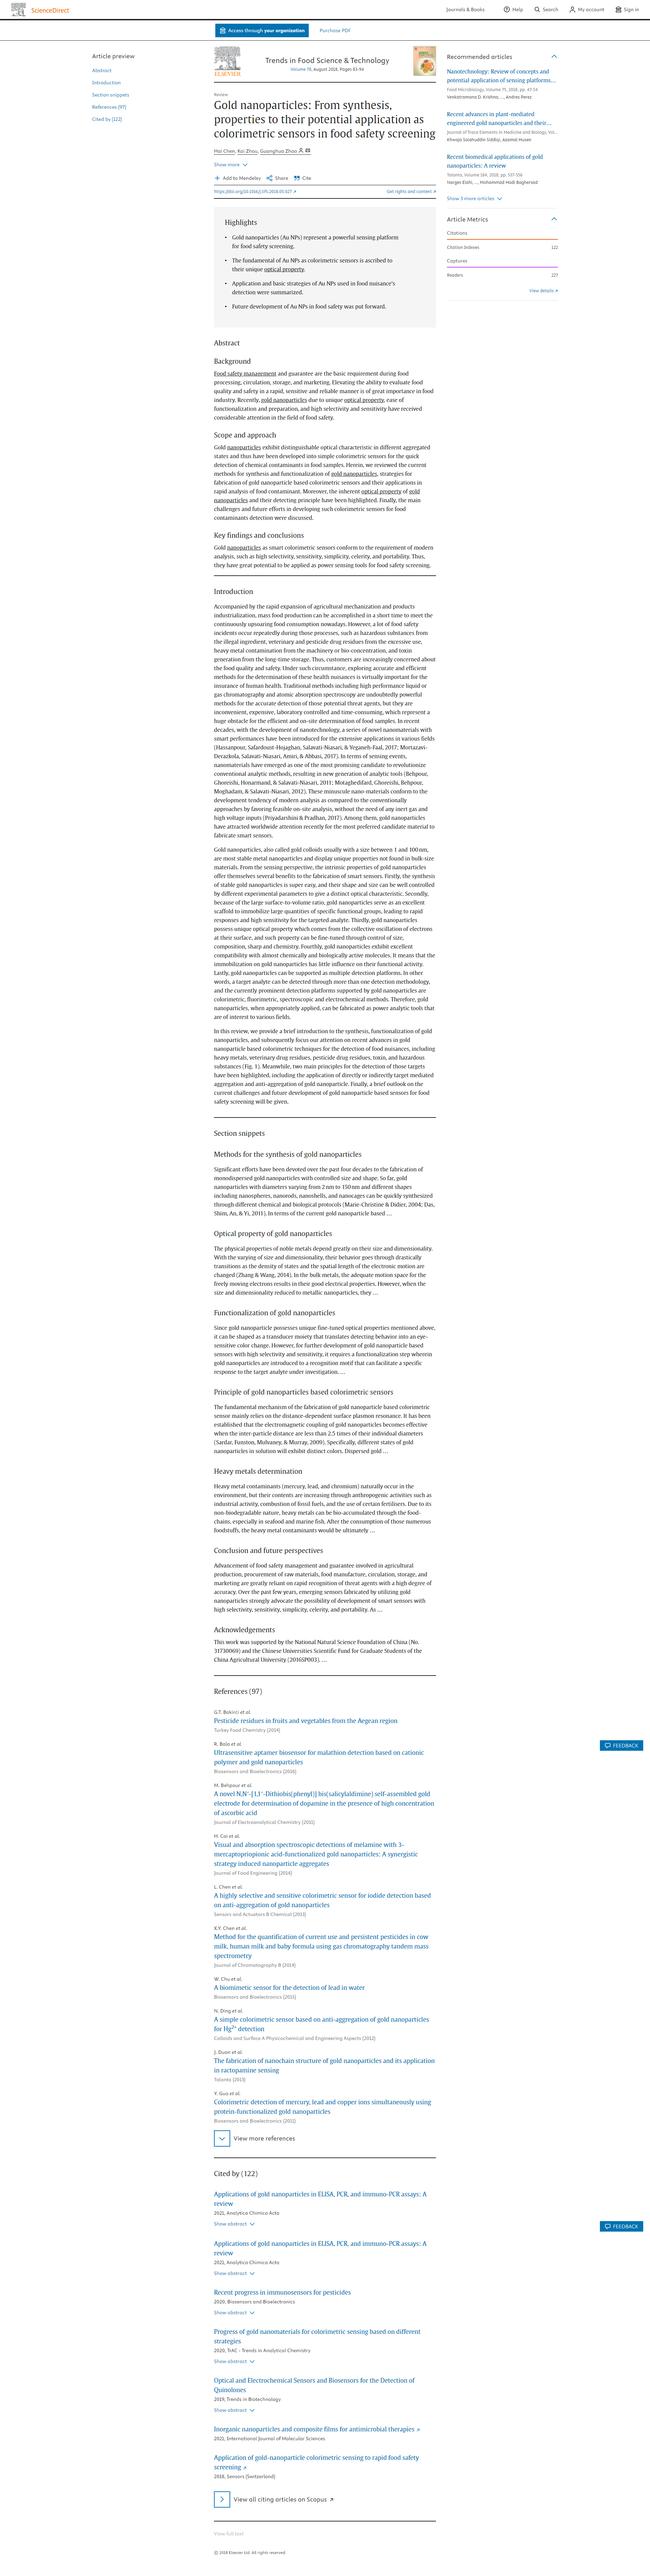 ScienceDirect
Journals & Books
Help
Search
My account
Sign in
Access through your organization
Purchase PDF
Article preview
Abstract
Introduction
Section snippets
References (97)
Cited by (122)
ELSEVIER
Trends in Food Science & Technology
Volume 78, August 2018, Pages 83-94
Review
Gold nanoparticles: From synthesis,
properties to their potential application as
colorimetric sensors in food safety screening
Hai Chen, Kai Zhou, Guanghua Zhao
Show more
Add to Mendeley
Share
Cite
https://doi.org/10.1016/j.tifs.2018.05.027
Get rights and content
Highlights
• Gold nanoparticles (Au NPs) represent a powerful sensing platform
for food safety screening.
• The fundamental of Au NPs as colorimetric sensors is ascribed to
their unique optical property.
• Application and basic strategies of Au NPs used in food nuisance's
detection were summarized.
• Future development of Au NPs in food safety was put forward.
Abstract
Background
Food safety management and guarantee are the basic requirement during food
processing, circulation, storage, and marketing. Elevating the ability to evaluate food
quality and safety in a rapid, sensitive and reliable manner is of great importance in food
industry. Recently, gold nanoparticles due to unique optical property, ease of
functionalization and preparation, and high selectivity and sensitivity have received
considerable attention in the field of food safety.
Scope and approach
Gold nanoparticles exhibit distinguishable optical characteristic in different aggregated
states and thus have been developed into simple colorimetric sensors for the quick
detection of chemical contaminants in food samples. Herein, we reviewed the current
methods for synthesis and functionalization of gold nanoparticles, strategies for
fabrication of gold nanoparticle based colorimetric sensors and their applications in
rapid analysis of food contaminant. Moreover, the inherent optical property of gold
nanoparticles and their detecting principle have been highlighted. Finally, the main
challenges and future efforts in developing such colorimetric sensors for food
contaminants were discussed.
Key findings and conclusions
Gold nanoparticles as smart colorimetric sensors conform to the requirement of modern
analysis, such as high selectivity, sensitivity, simplicity, celerity, and portability. Thus,
they have great potential to be applied as power sensing tools for food safety screening.
Introduction
Accompanied by the rapid expansion of agricultural mechanization and products
industrialization, mass food production can be accomplished in a short time to meet the
continuously upsoaring food consumption nowadays. However, a lot of food safety
incidents occur repeatedly during those processes, such as hazardous substances from
the illegal ingredient, veterinary and pesticide drug residues from the excessive use,
heavy metal contamination from the machinery or bio-concentration, and toxin
generation from the long-time storage. Thus, customers are increasingly concerned about
the food quality and safety. Under such circumstance, exploring accurate and efficient
methods for the determination of these health nuisances is virtually important for the
insurance of human health. Traditional methods including high performance liquid or
gas chromatography and atomic absorption spectroscopy are undoubtedly powerful
methods for the accurate detection of those potential threat agents, but they are
inconvenient, expensive, laboratory controlled and time-consuming, which represent a
huge obstacle for the efficient and on-site determination of food samples. In recent
decades, with the development of nanotechnology, a series of novel nanomaterials with
smart performances have been introduced for the extensive applications in various fields
(Hassanpour, Safardoust-Hojaghan, Salavati-Niasari, & Yeganeh-Faal, 2017; Mortazavi-
Derazkola, Salavati-Niasari, Amiri, & Abbasi, 2017). In terms of sensing events,
nanomaterials have emerged as one of the most promising candidate to revolutionize
conventional analytic methods, resulting in new generation of analytic tools (Behpour,
Ghoreishi, Honarmand, & Salavati-Niasari, 2011; Motaghedifard, Ghoreishi, Behpour,
Moghadam, & Salavati-Niasari, 2012). These minuscule nano-materials conform to the
development tendency of modern analysis as compared to the conventionally
approaches by favoring feasible on-site analysis, without the need of any inert gas and
high voltage inputs (Priyadarshini & Pradhan, 2017). Among them, gold nanoparticles
have attracted worldwide attention recently for the most preferred candidate material to
fabricate smart sensors.
Gold nanoparticles, also called gold colloids usually with a size between 1 and 100 nm,
are most stable metal nanoparticles and display unique properties not found in bulk-size
materials. From the sensing perspective, the intrinsic properties of gold nanoparticles
offer themselves several benefits to the fabrication of smart sensors. Firstly, the synthesis
of stable gold nanoparticles is super easy, and their shape and size can be well controlled
by different experimental parameters to give a distinct optical characteristic. Secondly,
because of the large surface-to-volume ratio, gold nanoparticles serve as an excellent
scaffold to immobilize large quantities of specific functional groups, leading to rapid
responses and high sensitivity for the targeted analyte. Thirdly, gold nanoparticles
possess unique optical property which comes from the collective oscillation of electrons
at their surface, and such property can be fine-tuned through control of size,
composition, sharp and chemistry. Fourthly, gold nanoparticles exhibit excellent
compatibility with almost chemically and biologically active molecules. It means that the
immobilization on gold nanoparticles has little influence on their functional activity.
Lastly, gold nanoparticles can be supported as multiple detection platforms. In other
words, a target analyte can be detected through more than one detection methodology,
and the currently prominent detection platforms supported by gold nanoparticles are
colorimetric, fluorimetric, spectroscopic and electrochemical methods. Therefore, gold
nanoparticles, when appropriately applied, can be fabricated as power analytic tools that
are of interest to various fields.
In this review, we provide a brief introduction to the synthesis, functionalization of gold
nanoparticles, and subsequently focus our attention on recent advances in gold
nanoparticle based colorimetric techniques for the detection of food nuisances, including
heavy metals, veterinary drug residues, pesticide drug residues, toxin, and hazardous
substances (Fig. 1). Meanwhile, two main principles for the detection of those targets
have been highlighted, including the application of directly or indirectly target mediated
aggregation and anti-aggregation of gold nanoparticle. Finally, a brief outlook on the
current challenges and future development of gold nanoparticles based sensors for food
safety screening will be given.
Section snippets
Methods for the synthesis of gold nanoparticles
Significant efforts have been devoted over the past four decades to the fabrication of
monodispersed gold nanoparticles with controlled size and shape. So far, gold
nanoparticles with diameters varying from 2 nm to 150 nm and different shapes
including nanospheres, nanorods, nanoshells, and nanocages can be quickly synthesized
through different chemical and biological protocols (Marie-Christine & Didier, 2004; Das,
Shim, An, & Yi, 2011). In terms of the current gold nanoparticle based …
Optical property of gold nanoparticles
The physical properties of noble metals depend greatly on their size and dimensionality.
With the varying of size and dimensionality, their behavior goes through drastically
transitions as the density of states and the spatial length of the electronic motion are
changed (Zhang & Wang, 2014). In the bulk metals, the adequate motion space for the
freely moving electrons results in their good electrical properties. However, when the
size and dimensionality reduced to metallic nanoparticles, they …
Functionalization of gold nanoparticles
Since gold nanoparticle possesses unique fine-tuned optical properties mentioned above,
it can be shaped as a transducer moiety that translates detecting behavior into an eye-
sensitive color change. However, for further development of gold nanoparticle based
sensors with high selectivity and sensitivity, it requires a functionalization step wherein
gold nanoparticles are introduced to a recognition motif that can facilitate a specific
response to the target analyte under investigation. …
Principle of gold nanoparticles based colorimetric sensors
The fundamental mechanism of the fabrication of gold nanoparticle based colorimetric
sensor mainly relies on the distance-dependent surface plasmon resonance. It has been
established that the electromagnetic coupling of gold nanoparticles becomes effective
when the inter-particle distance are less than 2.5 times of their individual diameters
(Sardar, Funston, Mulvaney, & Murray, 2009). Specifically, different states of gold
nanoparticles in solution will exhibit distinct colors. Dispersed gold …
Heavy metals determination
Heavy metal contaminants (mercury, lead, and chromium) naturally occur in the
environment, but their contents are increasing through anthropogenic activities such as
industrial activity, combustion of fossil fuels, and the use of certain fertilisers. Due to its
non-biodegradable nature, heavy metals can be bio-accumulated through the food-
chains, especially in seafood and marine fish. After the consumption of those numerous
foodstuffs, the heavy metal contaminants would be ultimately …
Conclusion and future perspectives
Advancement of food safety management and guarantee involved in agricultural
production, procurement of raw materials, food manufacture, circulation, storage, and
marketing are greatly reliant on rapid recognition of threat agents with a high degree of
accuracy. Over the past few years, emerging sensors fabricated by utilizing gold
nanoparticles strongly advocate the possibility of development of smart sensors with
high selectivity, sensitivity, simplicity, celerity, and portability. As …
Acknowledgements
This work was supported by the National Natural Science Foundation of China (No.
31730069) and the Chinese Universities Scientific Fund for Graduate Students of the
China Agricultural University (2016SP003). …
References (97)
G.T. Bakirci et al.
Pesticide residues in fruits and vegetables from the Aegean region
Turkey Food Chemistry (2014)
R. Bala et al.
Ultrasensitive aptamer biosensor for malathion detection based on cationic
polymer and gold nanoparticles
Biosensors and Bioelectronics (2016)
M. Behpour et al.
A novel N,N′-[1,1′-Dithiobis(phenyl)] bis(salicylaldimine) self-assembled gold
electrode for determination of dopamine in the presence of high concentration
of ascorbic acid
Journal of Electroanalytical Chemistry (2011)
H. Cai et al.
Visual and absorption spectroscopic detections of melamine with 3-
mercaptopriopionic acid-functionalized gold nanoparticles: A synergistic
strategy induced nanoparticle aggregates
Journal of Food Engineering (2014)
L. Chen et al.
A highly selective and sensitive colorimetric sensor for iodide detection based
on anti-aggregation of gold nanoparticles
Sensors and Actuators B Chemical (2013)
X.Y. Chen et al.
Method for the quantification of current use and persistent pesticides in cow
milk, human milk and baby formula using gas chromatography tandem mass
spectrometry
Journal of Chromatography B (2014)
W. Chu et al.
A biomimetic sensor for the detection of lead in water
Biosensors and Bioelectronics (2015)
N. Ding et al.
A simple colorimetric sensor based on anti-aggregation of gold nanoparticles
for Hg2+ detection
Colloids and Surface A Physicochemical and Engineering Aspects (2012)
J. Duan et al.
The fabrication of nanochain structure of gold nanoparticles and its application
in ractopamine sensing
Talanta (2013)
Y. Guo et al.
Colorimetric detection of mercury, lead and copper ions simultaneously using
protein-functionalized gold nanoparticles
Biosensors and Bioelectronics (2011)
View more references
Cited by (122)
Applications of gold nanoparticles in ELISA, PCR, and immuno-PCR assays: A
review
2021, Analytica Chimica Acta
Show abstract
Applications of gold nanoparticles in ELISA, PCR, and immuno-PCR assays: A
review
2021, Analytica Chimica Acta
Show abstract
Recent progress in immunosensors for pesticides
2020, Biosensors and Bioelectronics
Show abstract
Progress of gold nanomaterials for colorimetric sensing based on different
strategies
2020, TrAC - Trends in Analytical Chemistry
Show abstract
Optical and Electrochemical Sensors and Biosensors for the Detection of
Quinolones
2019, Trends in Biotechnology
Show abstract
Inorganic nanoparticles and composite films for antimicrobial therapies
2021, International Journal of Molecular Sciences
Application of gold-nanoparticle colorimetric sensing to rapid food safety
screening
2018, Sensors (Switzerland)
View all citing articles on Scopus
View full text
© 2018 Elsevier Ltd. All rights reserved.
Recommended articles
Nanotechnology: Review of concepts and
potential application of sensing platforms…
Food Microbiology, Volume 75, 2018, pp. 47-54
Venkatramana D. Krishna, …, Andres Perez
Recent advances in plant-mediated
engineered gold nanoparticles and their…
Journal of Trace Elements in Medicine and Biology, Vol…
Khwaja Salahuddin Siddiqi, Azamal Husen
Recent biomedical applications of gold
nanoparticles: A review
Talanta, Volume 184, 2018, pp. 537-556
Narges Elahi, …, Mohammad Hadi Baghersad
Show 3 more articles
Article Metrics
Citations
Citation Indexes 122
Captures
Readers 227
View details
FEEDBACK
FEEDBACK